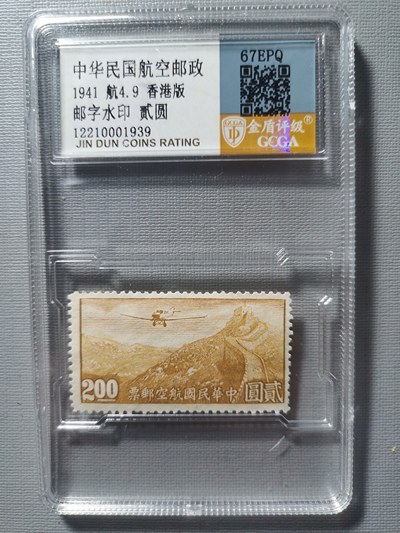 中华民国航空邮政
1941 航4.9 香港版
邮字水印 贰圆
12210001939
JIN DUN COINS RATING
67EPQ
金盾评级®
GCGA
2.00
票郵空航國民華中
圓貳